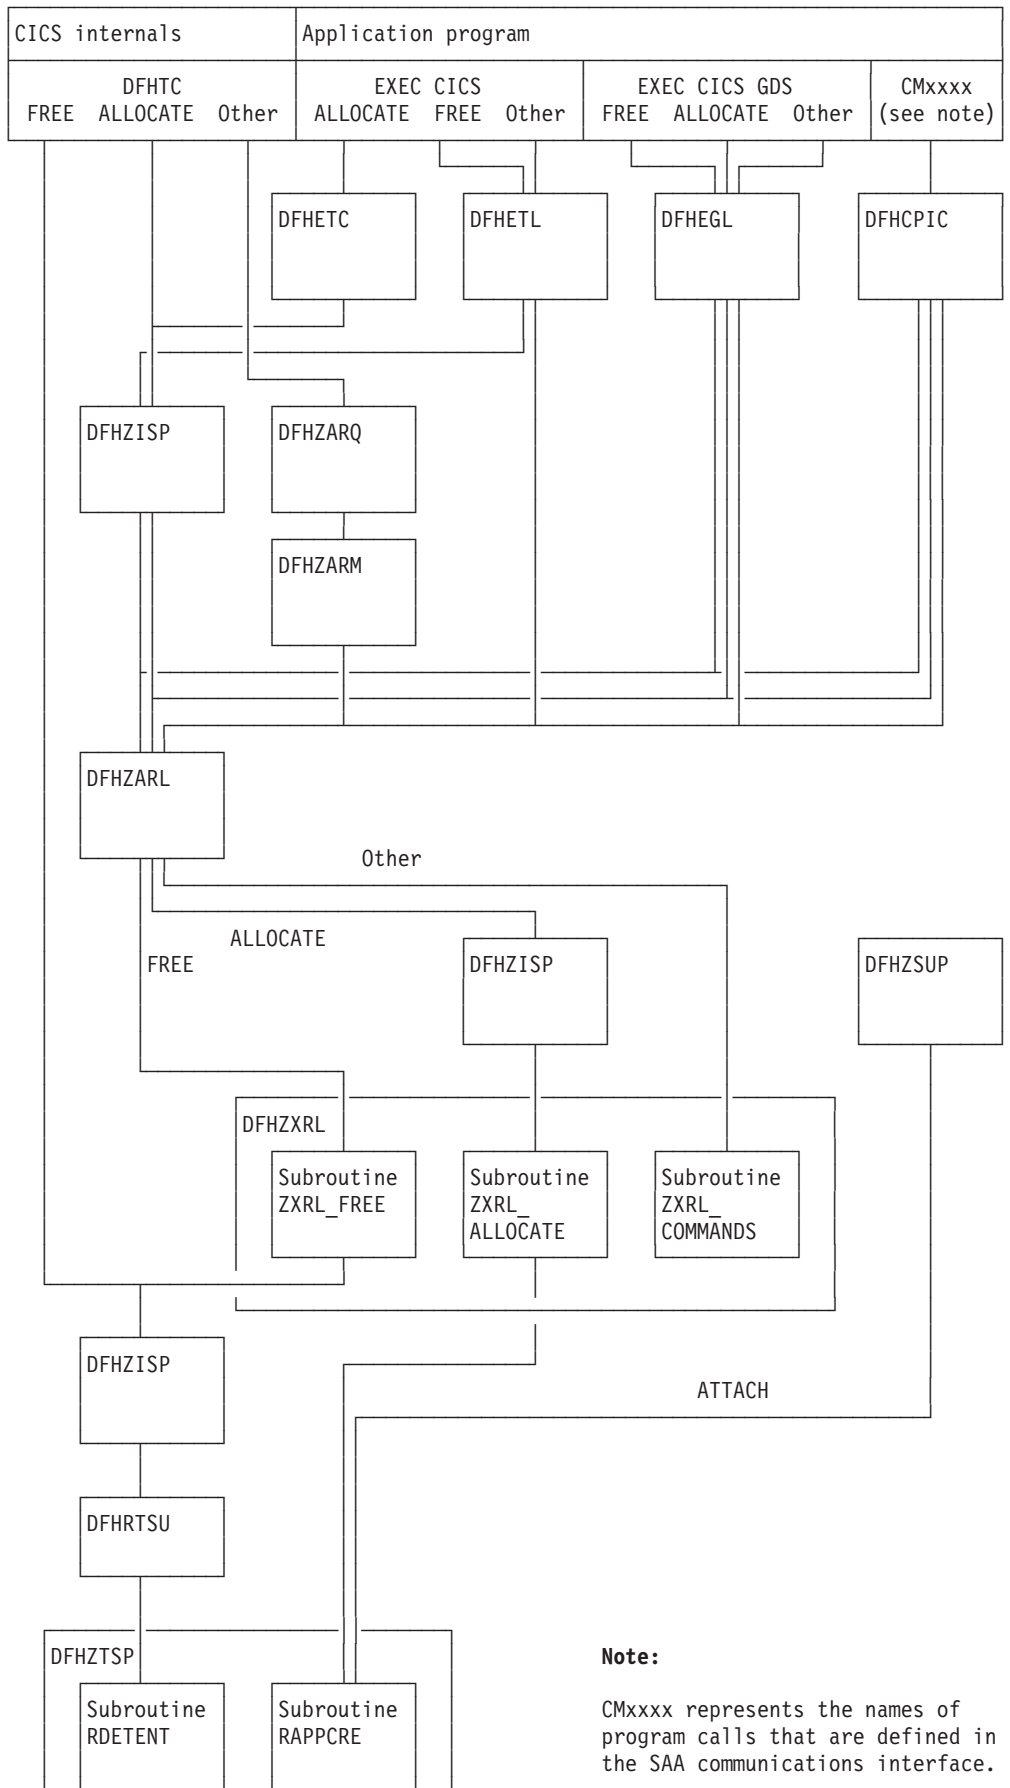 CICS internals
Application program
DFHTC
FREE ALLOCATE Other
EXEC CICS
ALLOCATE FREE Other
EXEC CICS GDS
FREE ALLOCATE Other
CMxxxx
(see note)
DFHETC
DFHETL
DFHEGL
DFHCPIC
DFHZISP
DFHZARQ
DFHZARM
DFHZARL
Other
ALLOCATE
FREE
DFHZISP
DFHZSUP
DFHZXRL
Subroutine
ZXRL_FREE
Subroutine
ZXRL_
ALLOCATE
Subroutine
ZXRL_
COMMANDS
DFHZISP
ATTACH
DFHRTSU
DFHZTSP
Subroutine
RDETENT
Subroutine
RAPPCRE
Note:
CMxxxx represents the names of
program calls that are defined in
the SAA communications interface.